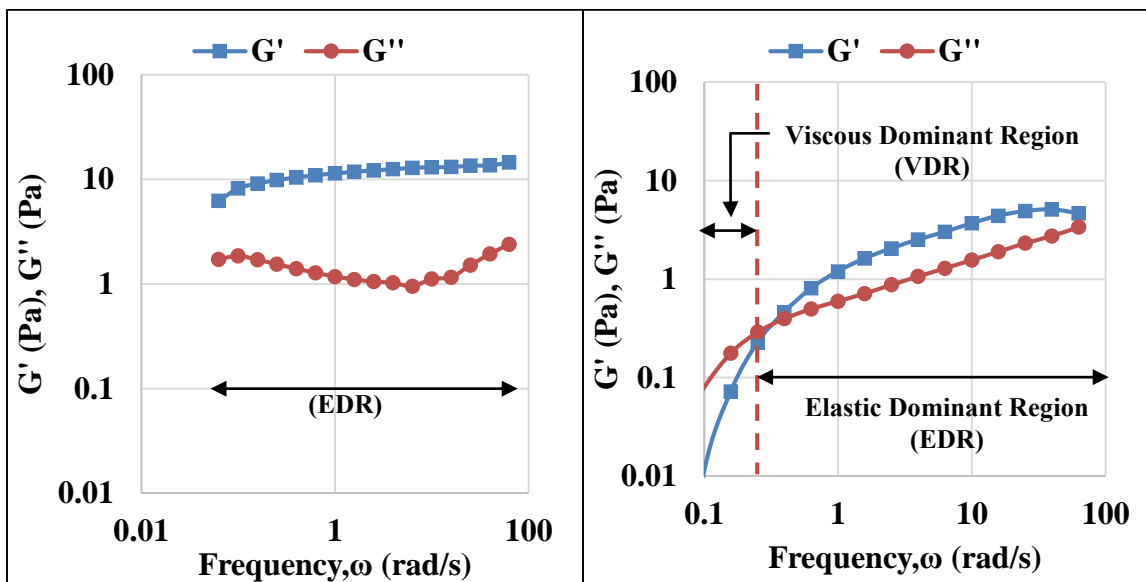 G' G''
100
10
1
0.1
0.01
G' (Pa), G'' (Pa)
(EDR)
0.01 1 100
Frequency,ω (rad/s)
G' G''
100
10
1
0.1
0.01
G' (Pa), G'' (Pa)
Viscous Dominant Region
(VDR)
Elastic Dominant Region
(EDR)
0.1 1 10 100
Frequency,ω (rad/s)